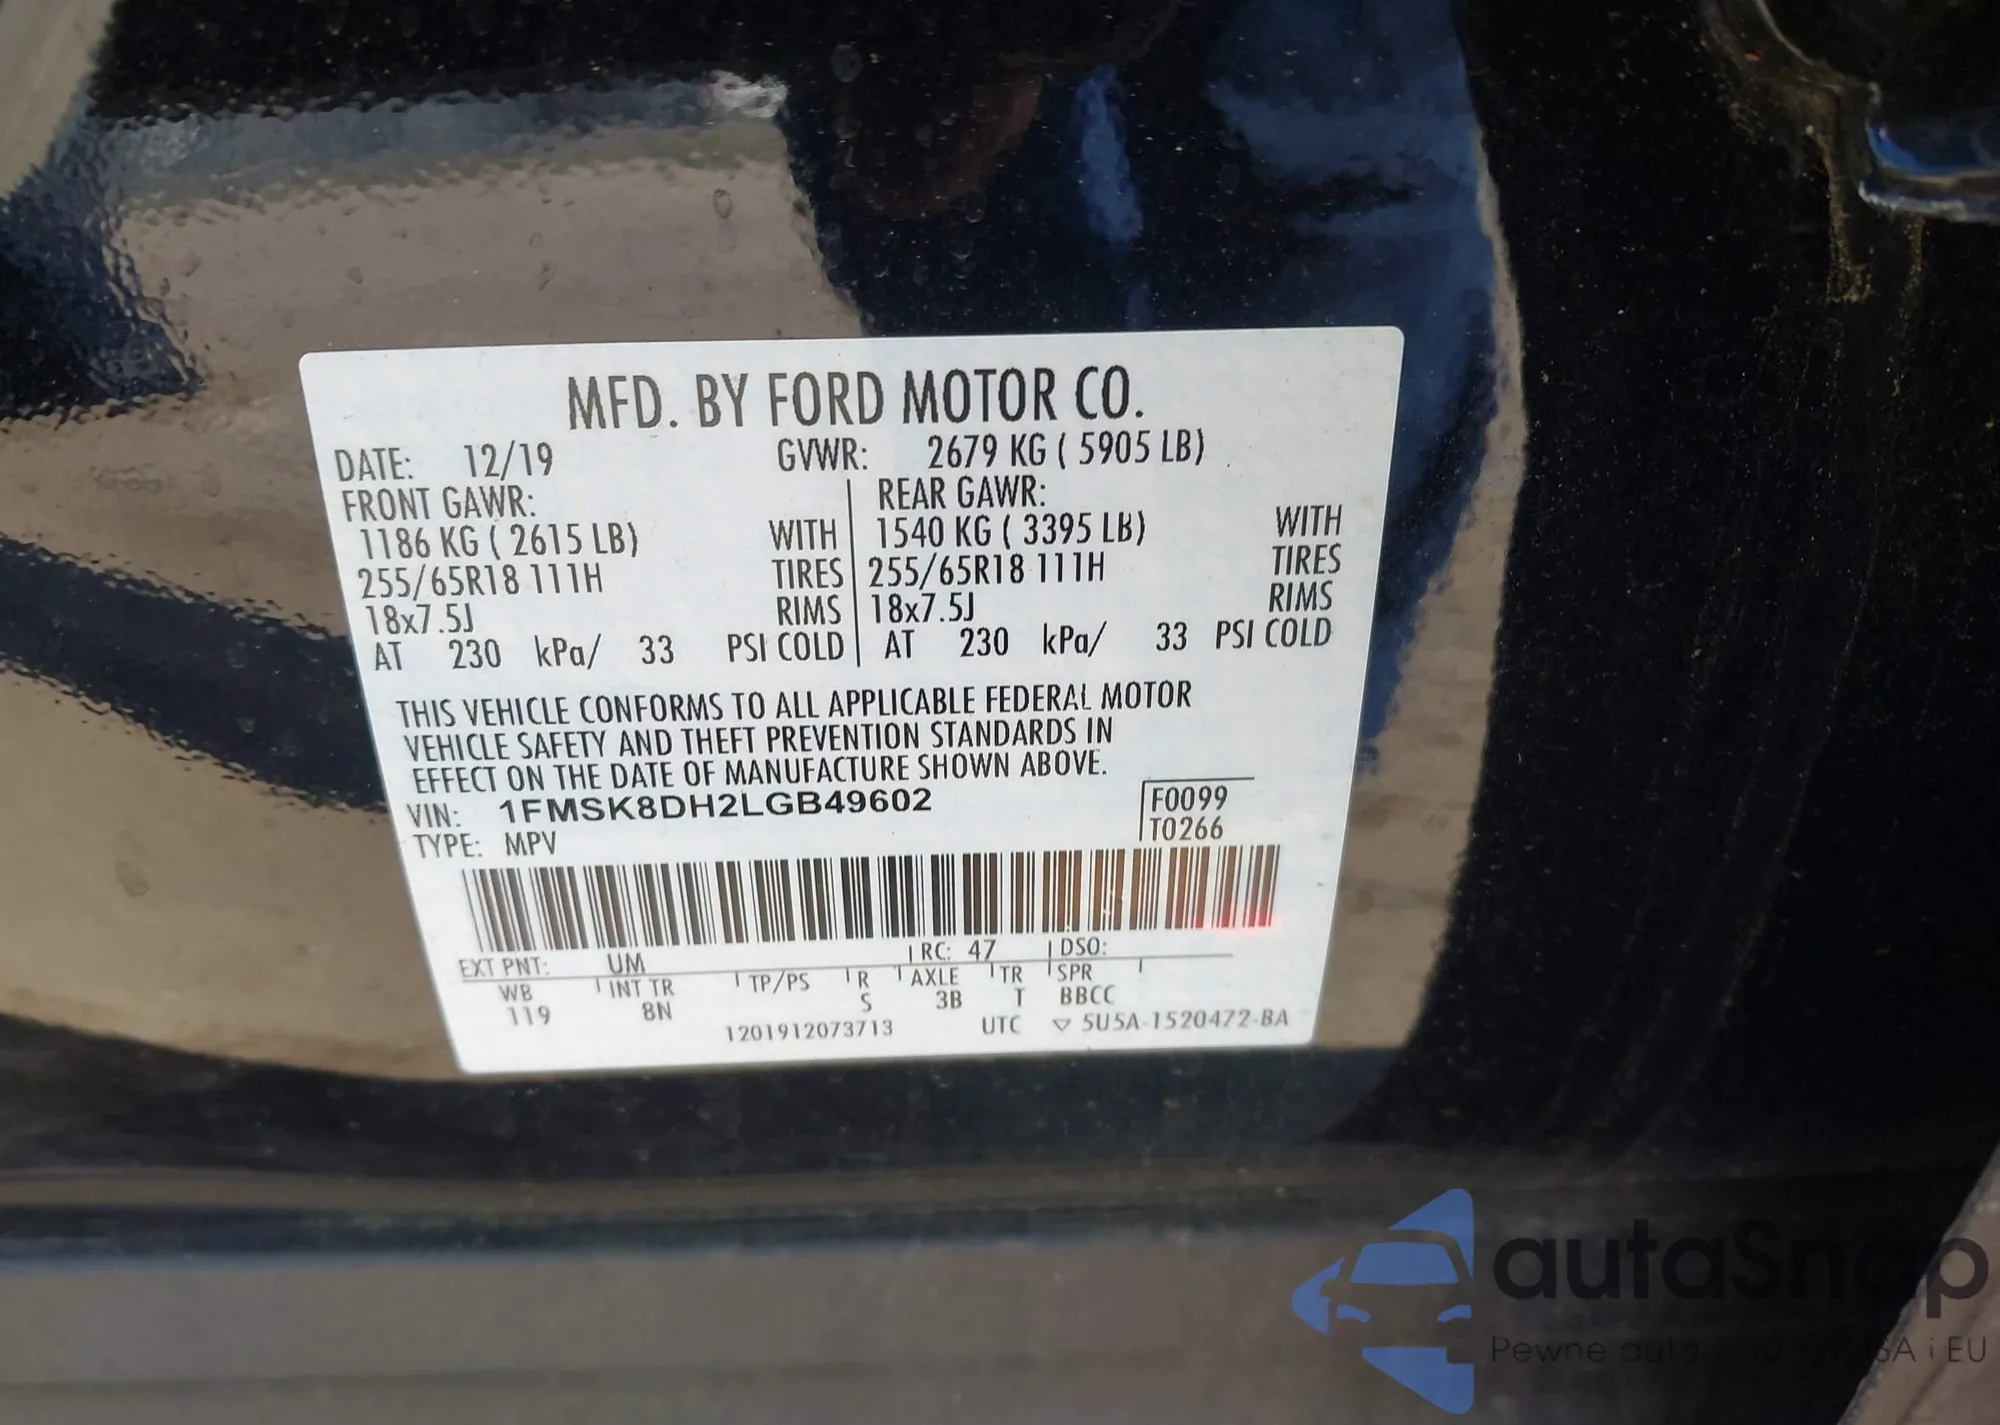 MFD. BY FORD MOTOR CO.
DATE: 12/19 GVWR: 2679 KG ( 5905 LB)
FRONT GAWR: REAR GAWR:
1186 KG ( 2615 LB) WITH 1540 KG ( 3395 LB) WITH
255/65R18 111H TIRES 255/65R18 111H TIRES
18x7.5J RIMS 18x7.5J RIMS
AT 230 kPa/ 33 PSI COLD AT 230 kPa/ 33 PSI COLD
THIS VEHICLE CONFORMS TO ALL APPLICABLE FEDERAL MOTOR
VEHICLE SAFETY AND THEFT PREVENTION STANDARDS IN
EFFECT ON THE DATE OF MANUFACTURE SHOWN ABOVE.
VIN: 1FMSK8DH2LGB49602 F0099
TYPE: MPV T0266
EXT PNT: UM RC: 47 DSO:
WB INT TR TP/PS R AXLE TR SPR
119 8N S 3B T BBCC
1201912073713 UTC ▽ 5U5A-1520472-BA
autaSnap
Pewne auta USA i EU